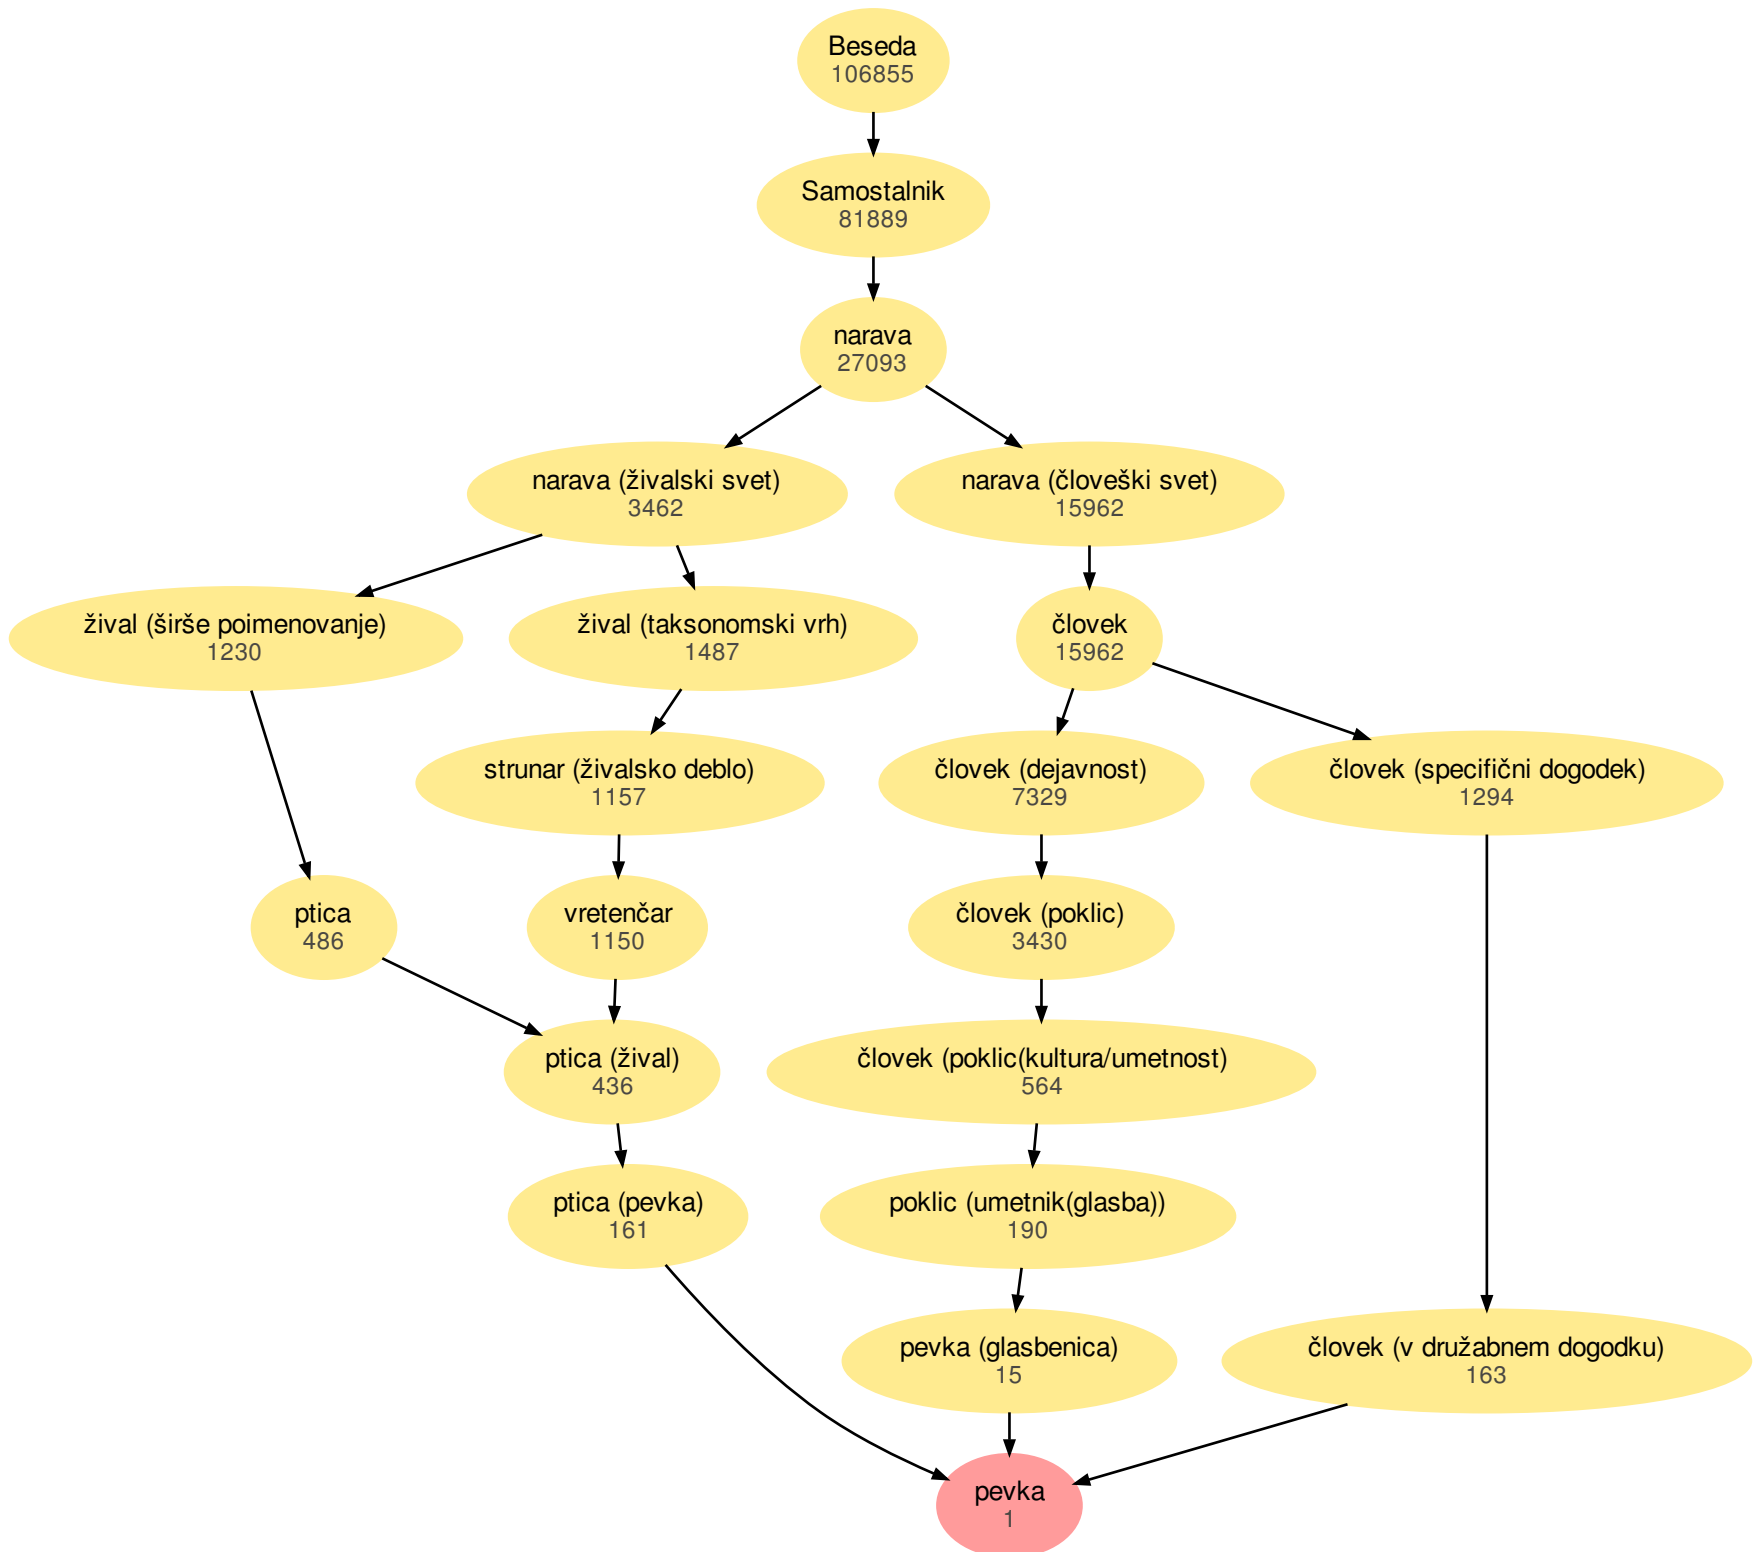 Beseda
106855
Samostalnik
81889
narava
27093
narava (živalski svet)
3462
narava (človeški svet)
15962
žival (širše poimenovanje)
1230
žival (taksonomski vrh)
1487
človek
15962
strunar (živalsko deblo)
1157
človek (dejavnost)
7329
človek (specifični dogodek)
1294
ptica
486
vretenčar
1150
človek (poklic)
3430
ptica (žival)
436
človek (poklic(kultura/umetnost)
564
ptica (pevka)
161
poklic (umetnik(glasba))
190
pevka (glasbenica)
15
človek (v družabnem dogodku)
163
pevka
1